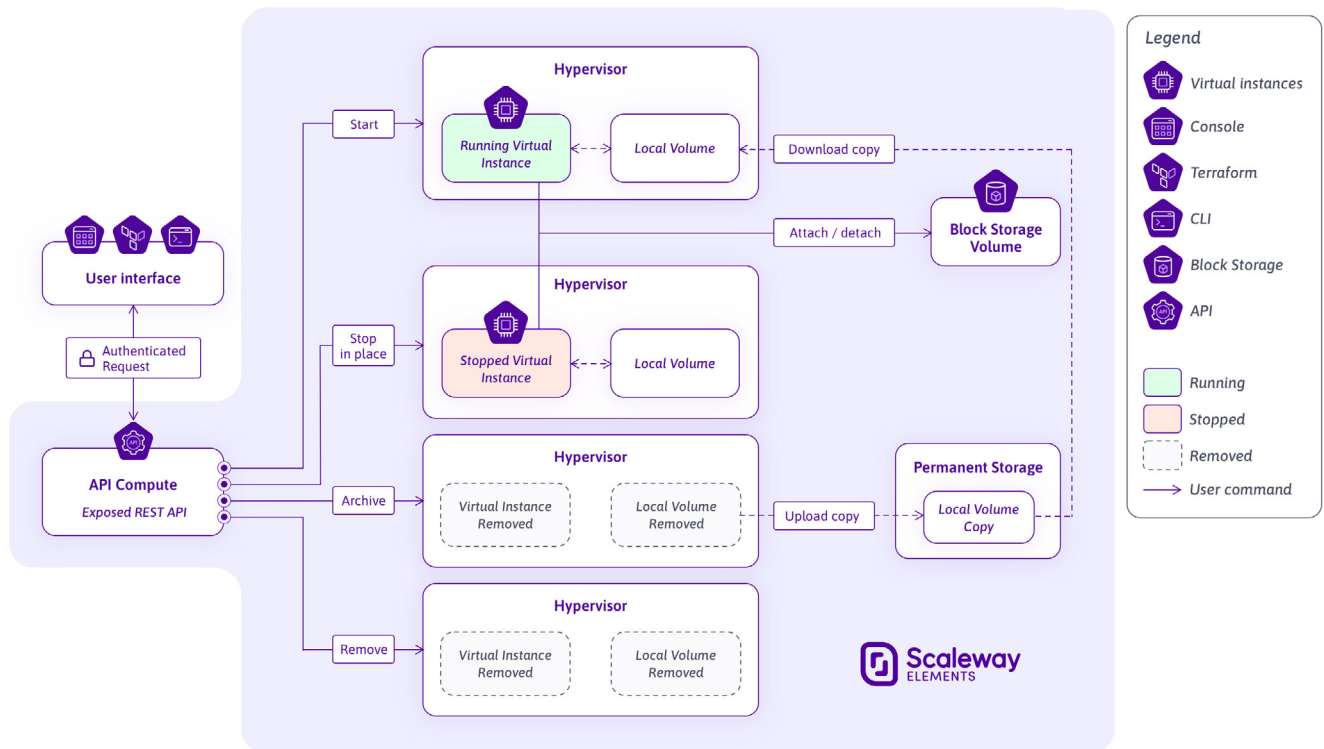 Hypervisor
Start
Running Virtual
Instance
Local Volume
Download copy
Attach / detach
Block Storage
Volume
User interface
Authenticated
Request
Hypervisor
Stop
in place
Stopped Virtual
Instance
Local Volume
API
API Compute
Exposed REST API
Hypervisor
Archive
Virtual Instance
Removed
Local Volume
Removed
Upload copy
Permanent Storage
Local Volume
Copy
Hypervisor
Remove
Virtual Instance
Removed
Local Volume
Removed
Scaleway
ELEMENTS
Legend
Virtual instances
Console
Terraform
CLI
Block Storage
API
API
Running
Stopped
Removed
User command